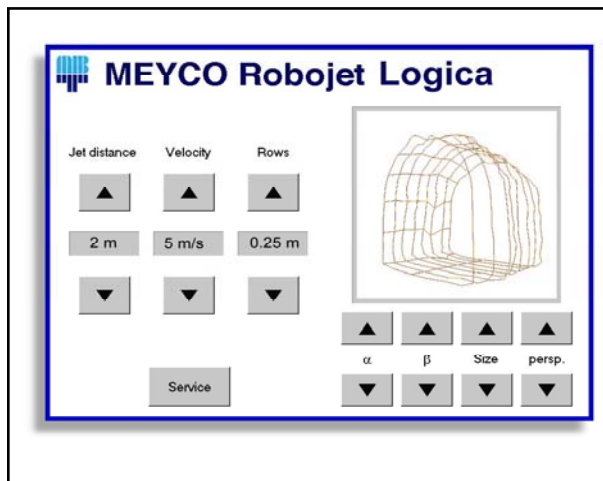 MEYCO Robojet Logica
Jet distance Velocity Rows
2 m 5 m/s 0.25 m
α β Size persp.
Service